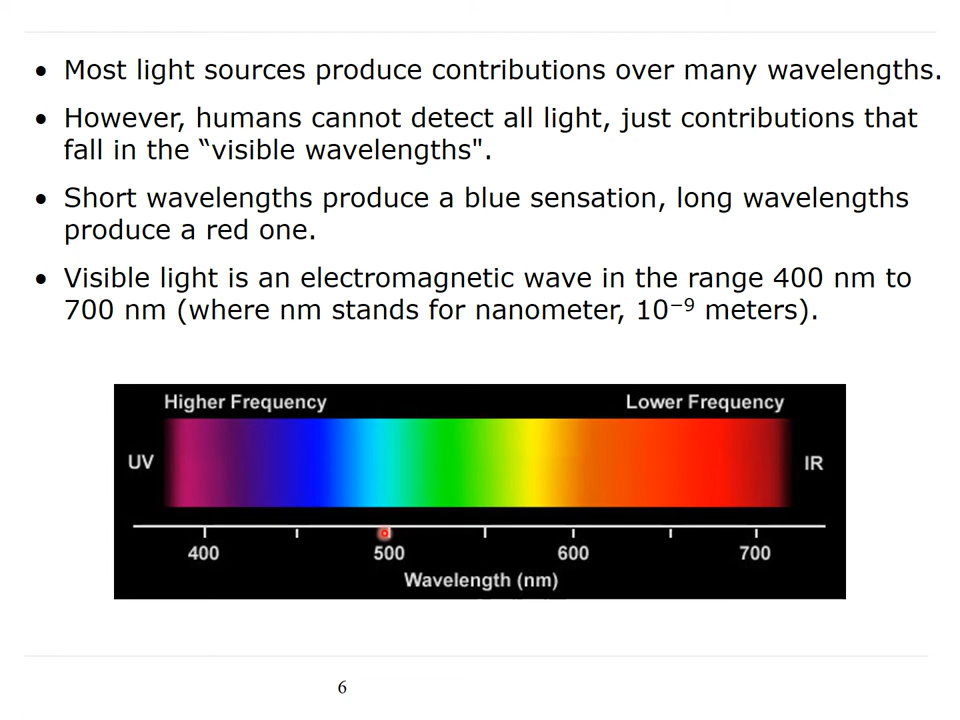 • Most light sources produce contributions over many wavelengths.
• However, humans cannot detect all light, just contributions that
fall in the “visible wavelengths".
• Short wavelengths produce a blue sensation, long wavelengths
produce a red one.
• Visible light is an electromagnetic wave in the range 400 nm to
700 nm (where nm stands for nanometer, 10⁻⁹ meters).
Higher Frequency Lower Frequency
UV IR
400 500 600 700
Wavelength (nm)
6